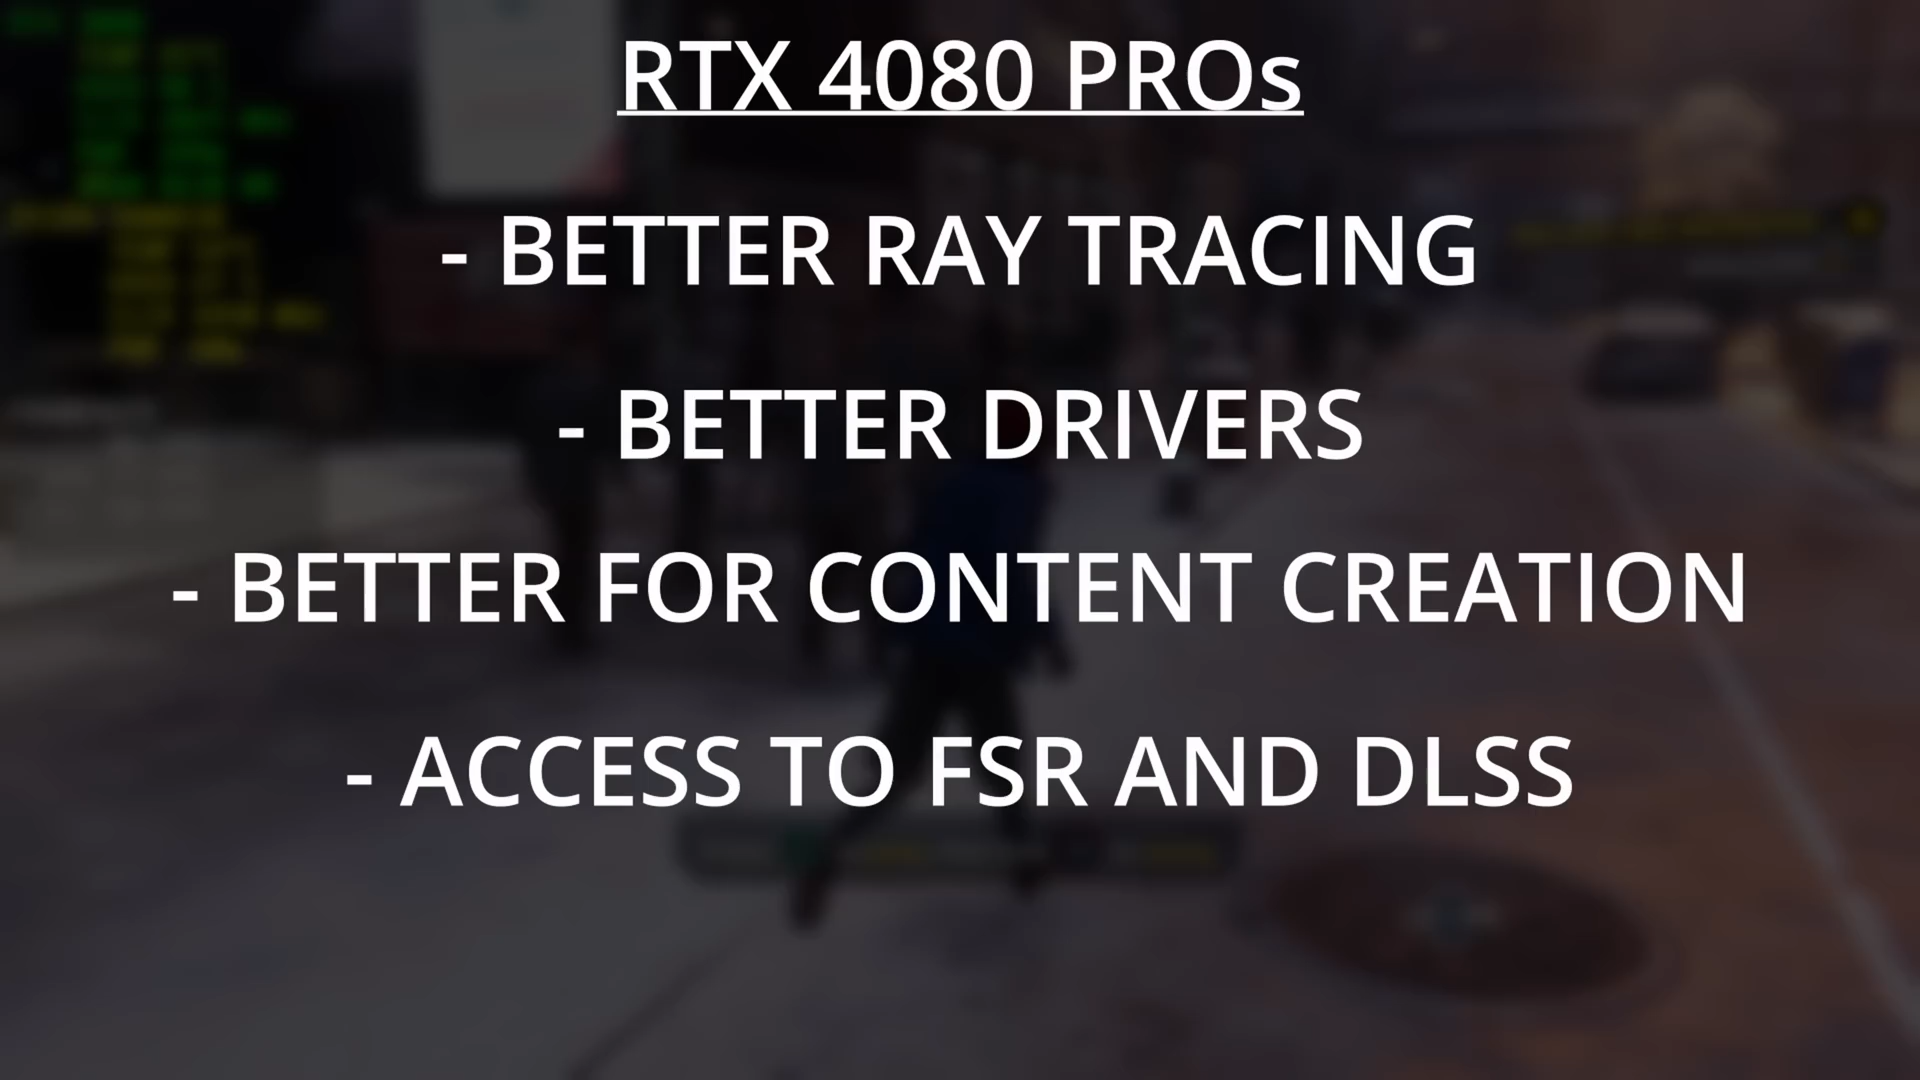 RTX 4080 PROs
- BETTER RAY TRACING
- BETTER DRIVERS
- BETTER FOR CONTENT CREATION
- ACCESS TO FSR AND DLSS